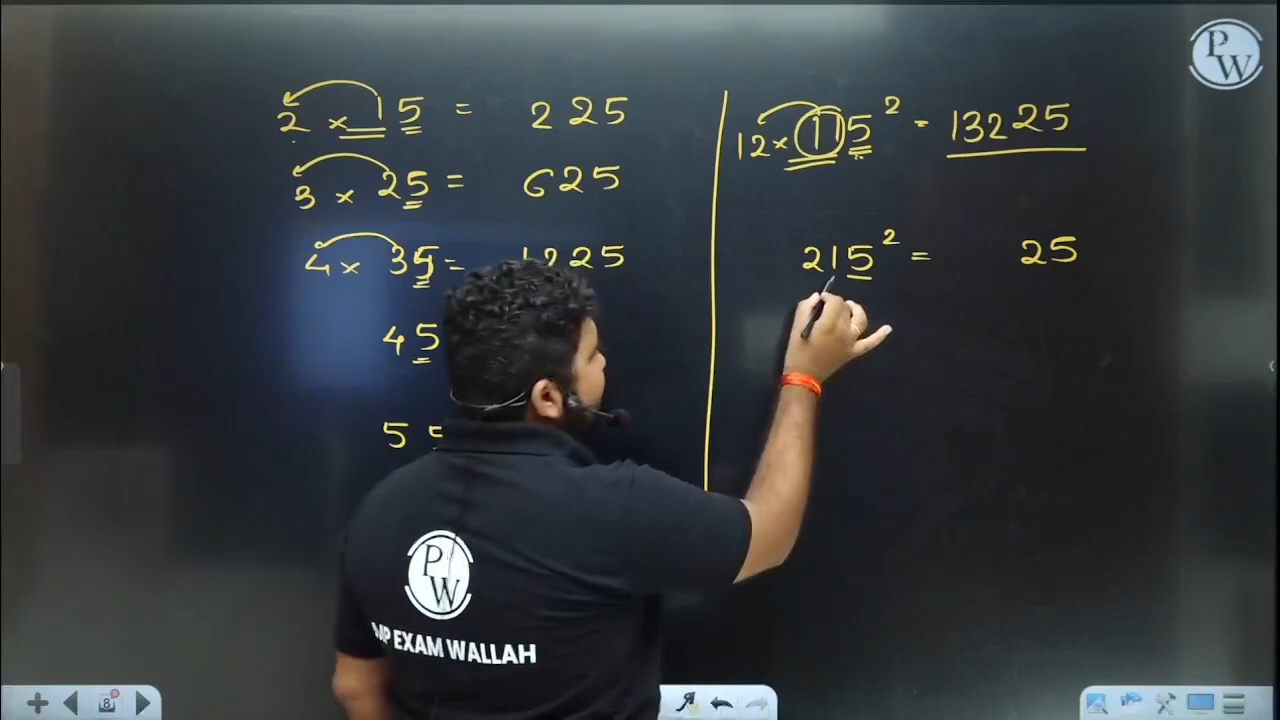 2 × 15 = 225
3 × 25 = 625
4 × 35 = 1225
45
5
12 × 115² = 13225
215² = 25
PW
PW
EXAM WALLAH
8